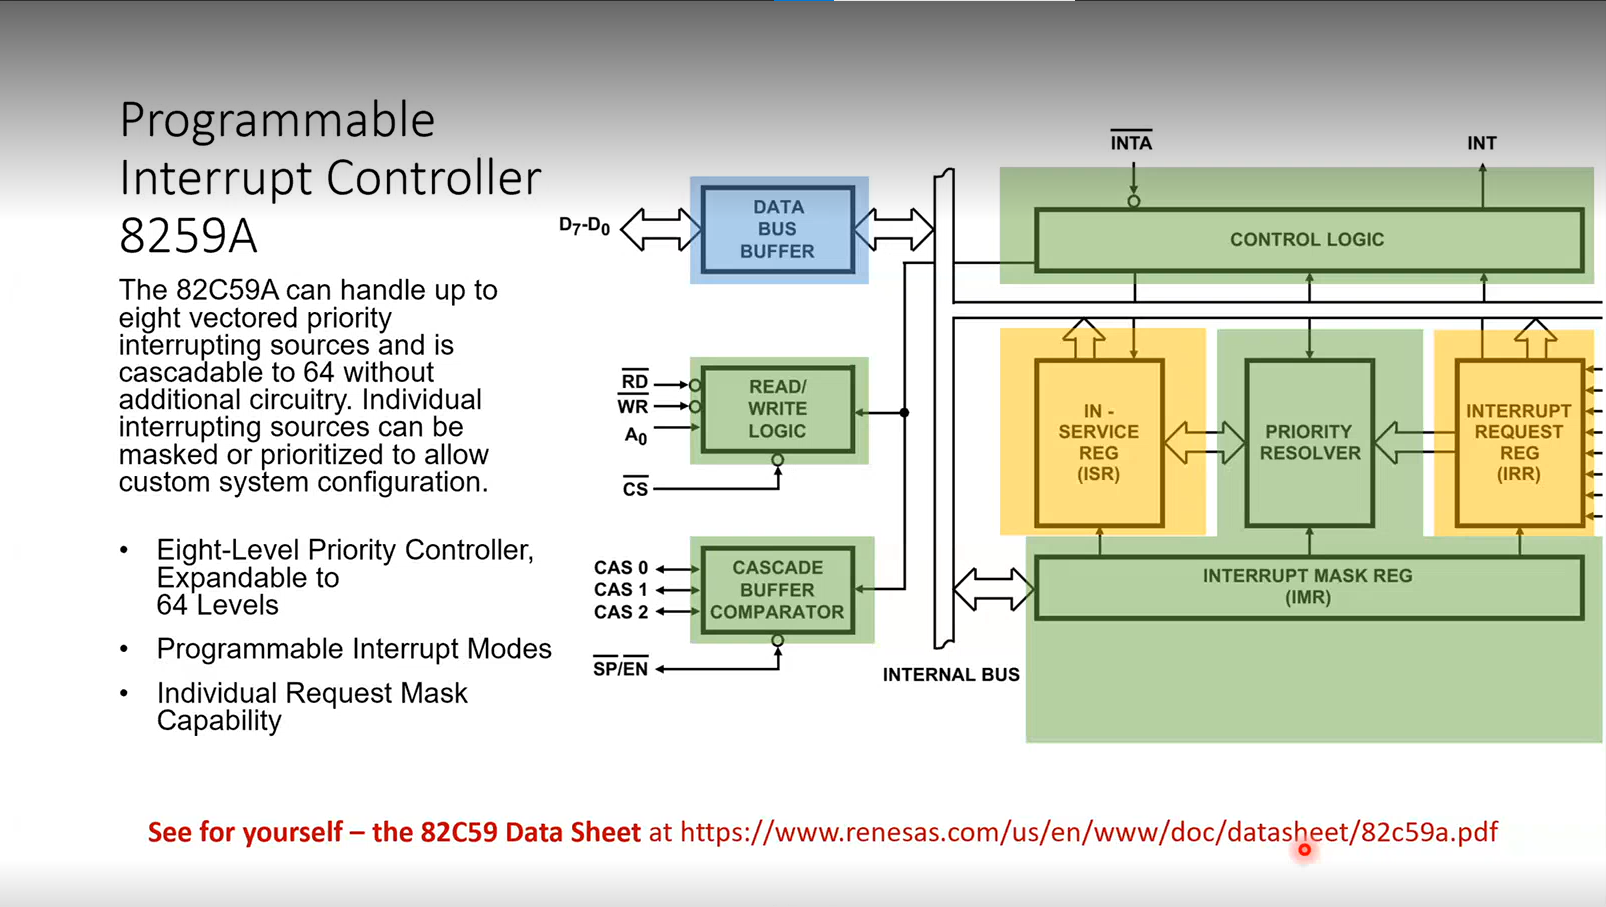 Programmable
Interrupt Controller
8259A
The 82C59A can handle up to
eight vectored priority
interrupting sources and is
cascadable to 64 without
additional circuitry. Individual
interrupting sources can be
masked or prioritized to allow
custom system configuration.
• Eight-Level Priority Controller,
Expandable to
64 Levels
• Programmable Interrupt Modes
• Individual Request Mask
Capability
D7-D0
DATA
BUS
BUFFER
RD
WR
A0
CS
READ/
WRITE
LOGIC
CAS 0
CAS 1
CAS 2
SP/EN
CASCADE
BUFFER
COMPARATOR
INTERNAL BUS
INTA
INT
CONTROL LOGIC
IN -
SERVICE
REG
(ISR)
PRIORITY
RESOLVER
INTERRUPT
REQUEST
REG
(IRR)
INTERRUPT MASK REG
(IMR)
See for yourself – the 82C59 Data Sheet at https://www.renesas.com/us/en/www/doc/datasheet/82c59a.pdf